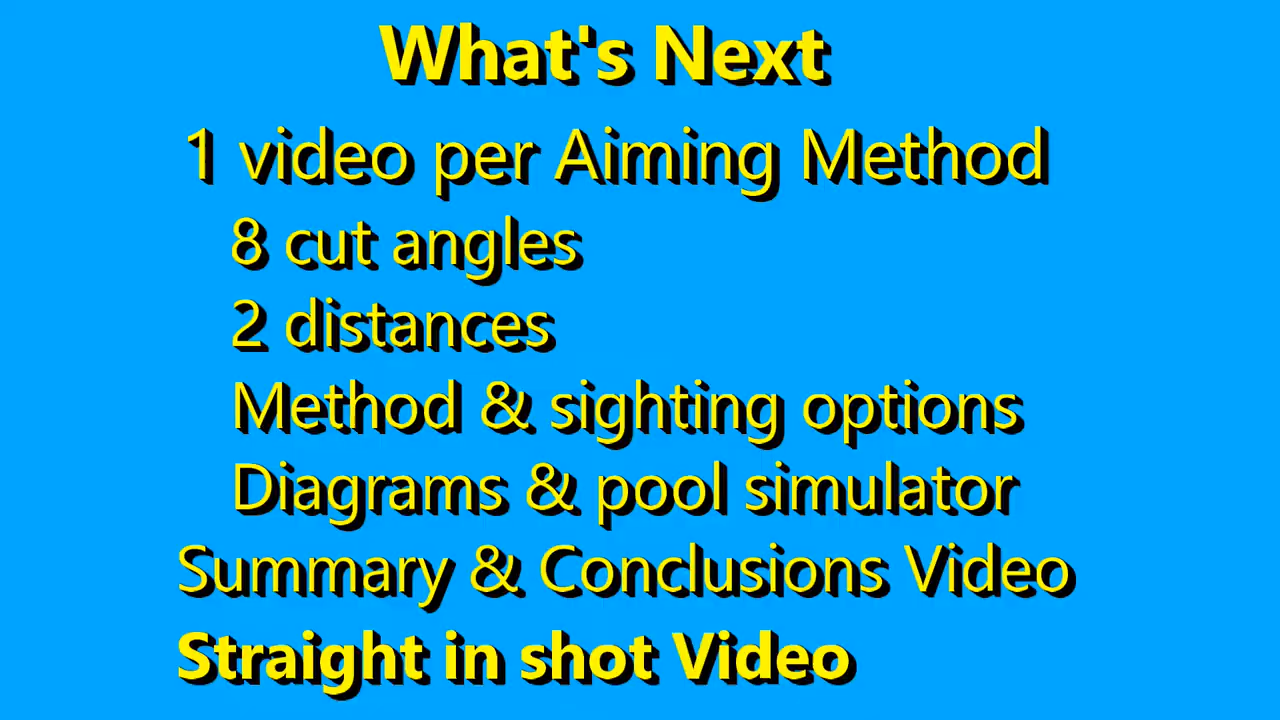 What's Next
1 video per Aiming Method
8 cut angles
2 distances
Method & sighting options
Diagrams & pool simulator
Summary & Conclusions Video
Straight in shot Video